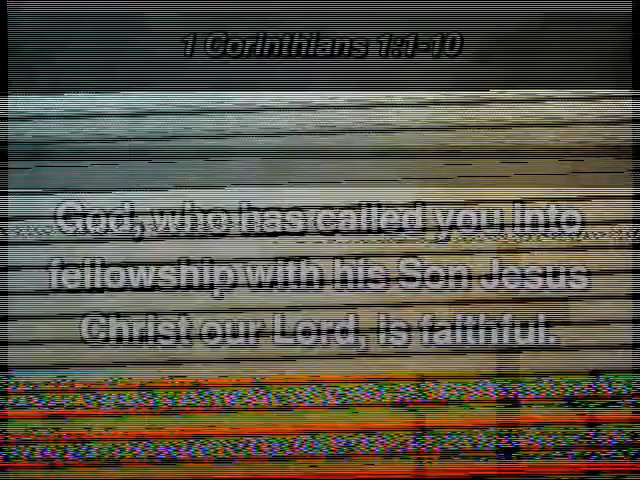 1 Corinthians 1:1-10
God, who has called you into
fellowship with his Son Jesus
Christ our Lord, is faithful.